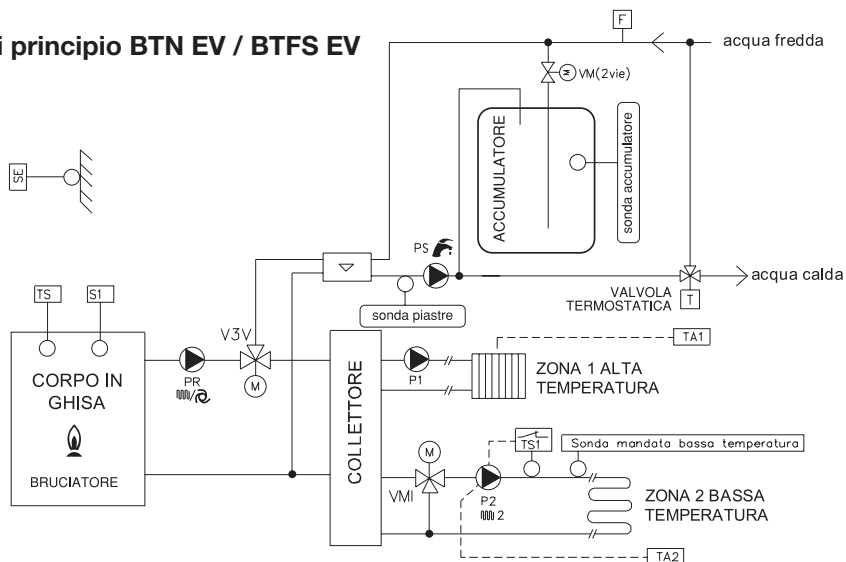 i principio BTN EV / BTFS EV
F
acqua fredda
M
VM(2vie)
ACCUMULATORE
sonda accumulatore
SE
PS
acqua calda
VALVOLA
TERMOSTATICA
T
sonda piastre
TS
S1
V3V
CORPO IN
GHISA
BRUCIATORE
PR
M
COLLETTORE
P1
TA1
ZONA 1 ALTA
TEMPERATURA
M
VMI
TS1
Sonda mandata bassa temperatura
P2
2
ZONA 2 BASSA
TEMPERATURA
TA2